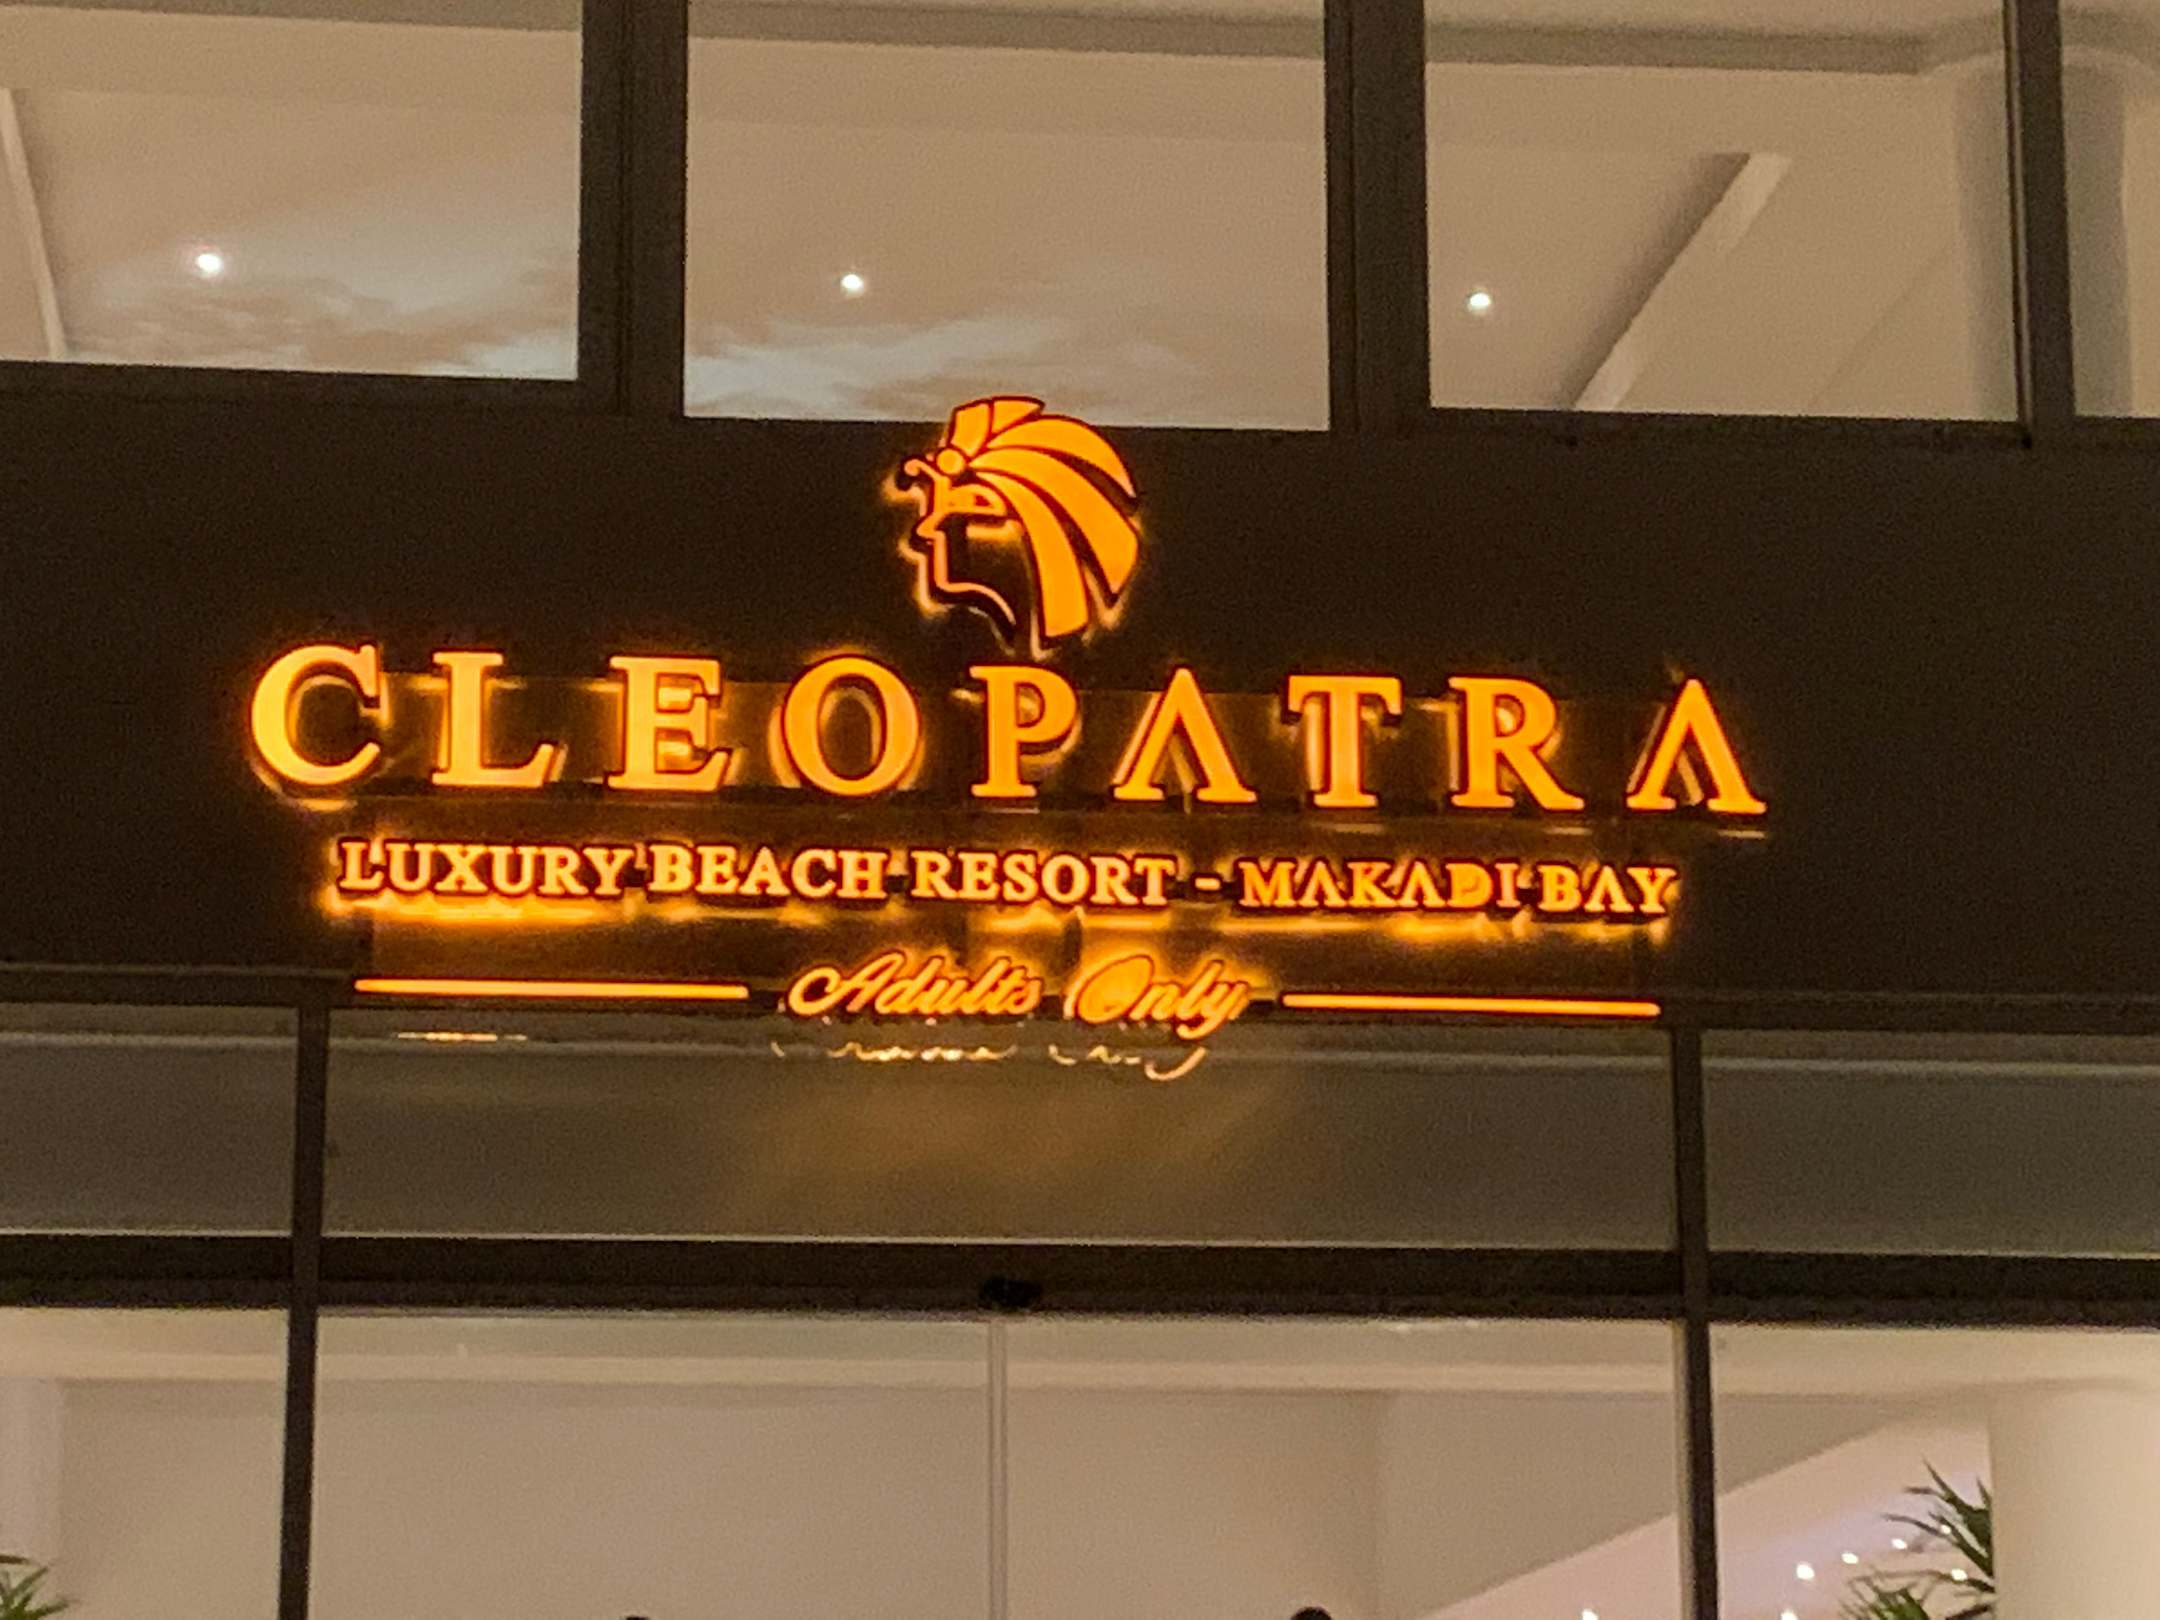 CLEOPATRA
LUXURY BEACH RESORT - MAKADI BAY
Adults Only